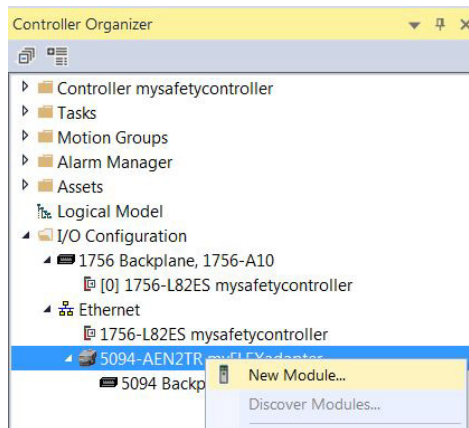 Controller Organizer
Controller mysafetycontroller
Tasks
Motion Groups
Alarm Manager
Assets
Logical Model
I/O Configuration
1756 Backplane, 1756-A10
[0] 1756-L82ES mysafetycontroller
Ethernet
1756-L82ES mysafetycontroller
5094-AEN2TR myFLEXadapter
5094 Backp
New Module...
Discover Modules...